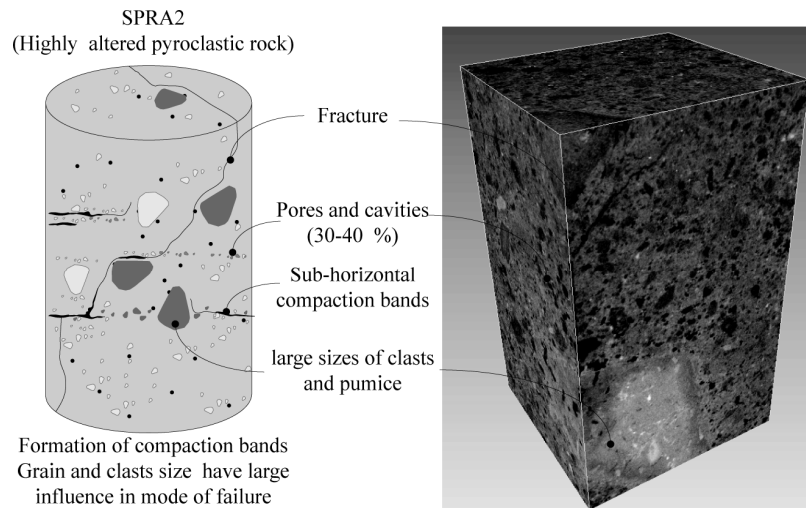 SPRA2
(Highly altered pyroclastic rock)
Fracture
Pores and cavities
(30-40 %)
Sub-horizontal
compaction bands
large sizes of clasts
and pumice
Formation of compaction bands
Grain and clasts size have large
influence in mode of failure